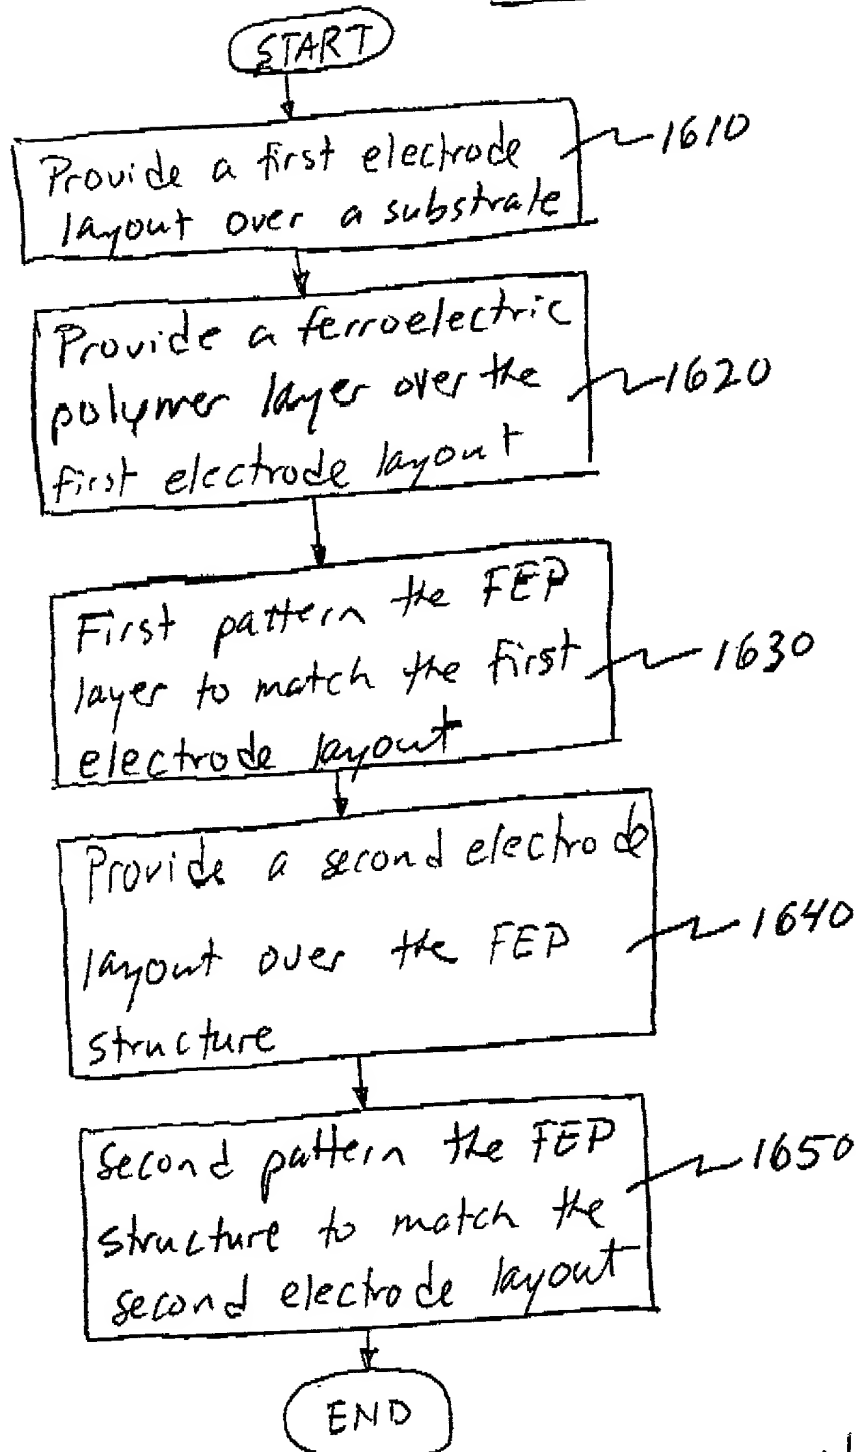 START
Provide a first electrode
layout over a substrate
1610
Provide a ferroelectric
polymer layer over the
first electrode layout
1620
First pattern the FEP
layer to match the first
electrode layout
1630
Provide a second electrode
layout over the FEP
structure
1640
Second pattern the FEP
structure to match the
second electrode layout
1650
END